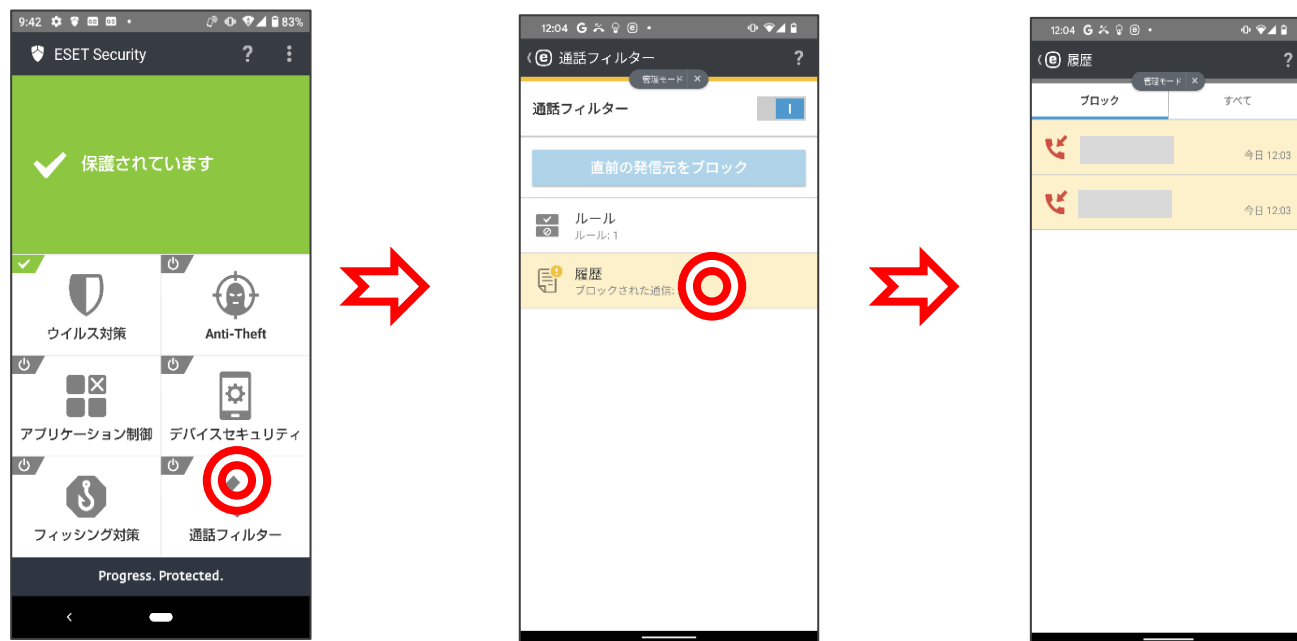 9:42
83%
ESET Security
?
保護されています
ウイルス対策
Anti-Theft
アプリケーション制御
デバイスセキュリティ
フィッシング対策
通話フィルター
Progress. Protected.
12:04 G
通話フィルター
?
管理モード ×
通話フィルター
直前の発信元をブロック
ルール
ルール: 1
履歴
ブロックされた通信:
12:04 G
履歴
?
管理モード ×
ブロック
すべて
今日 12:03
今日 12:03